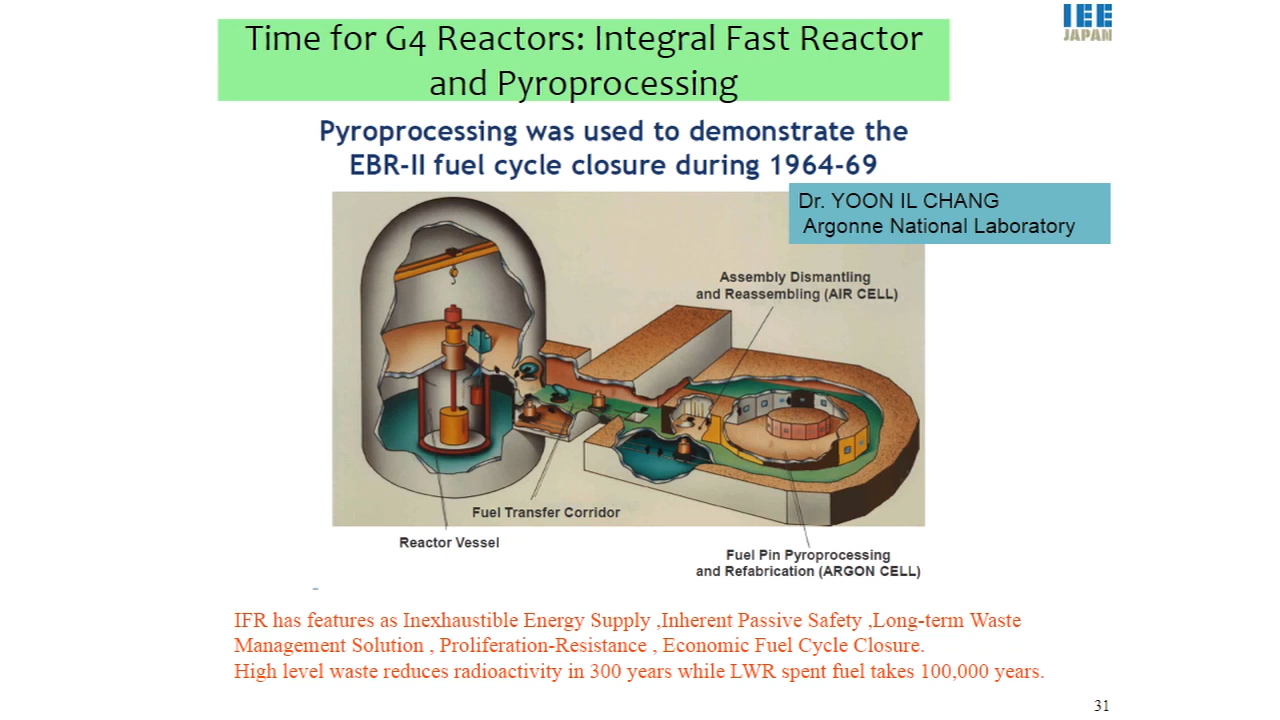 IEE
JAPAN
Time for G4 Reactors: Integral Fast Reactor
and Pyroprocessing
Pyroprocessing was used to demonstrate the
EBR-II fuel cycle closure during 1964-69
Dr. YOON IL CHANG
Argonne National Laboratory
Assembly Dismantling
and Reassembling (AIR CELL)
Fuel Transfer Corridor
Reactor Vessel
Fuel Pin Pyroprocessing
and Refabrication (ARGON CELL)
IFR has features as Inexhaustible Energy Supply ,Inherent Passive Safety ,Long-term Waste
Management Solution , Proliferation-Resistance , Economic Fuel Cycle Closure.
High level waste reduces radioactivity in 300 years while LWR spent fuel takes 100,000 years.
31